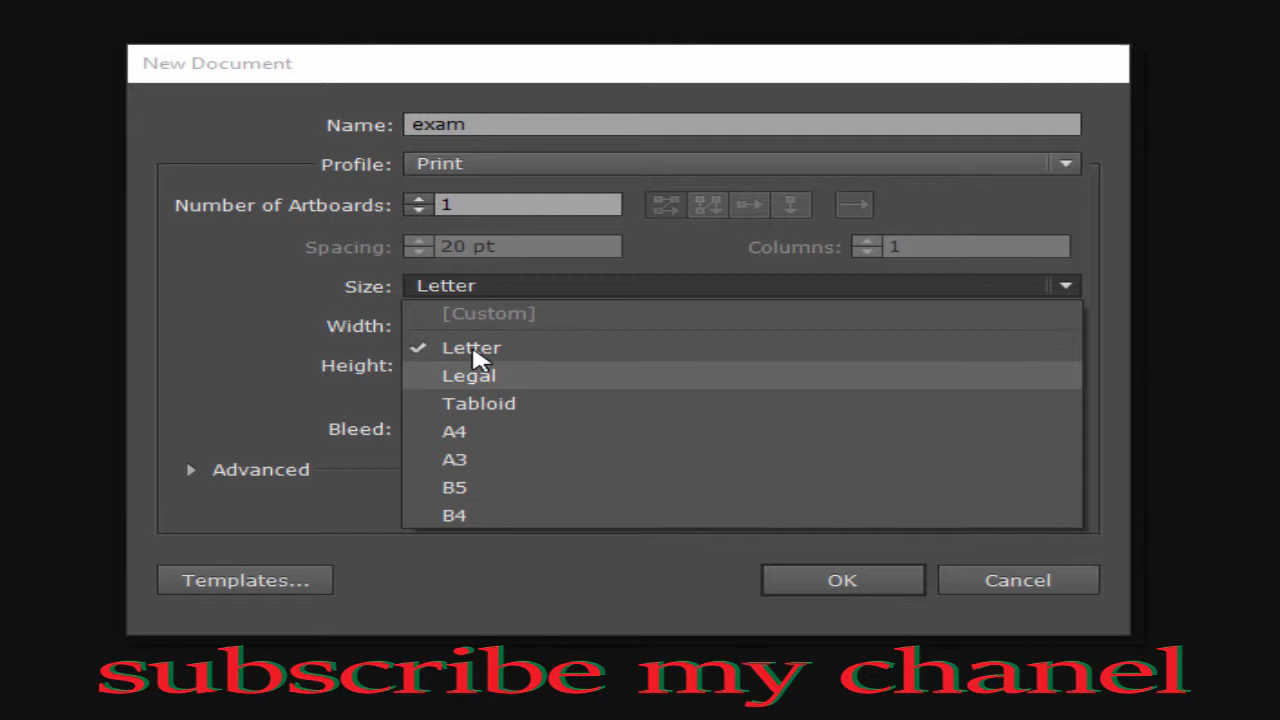 New Document
Name: exam
Profile: Print
Number of Artboards: 1
Spacing: 20 pt Columns: 1
Size: Letter
[Custom]
Width:
Letter
Height:
Legal
Tabloid
Bleed: A4
Advanced A3
B5
B4
Templates... OK Cancel
subscribe my chanel